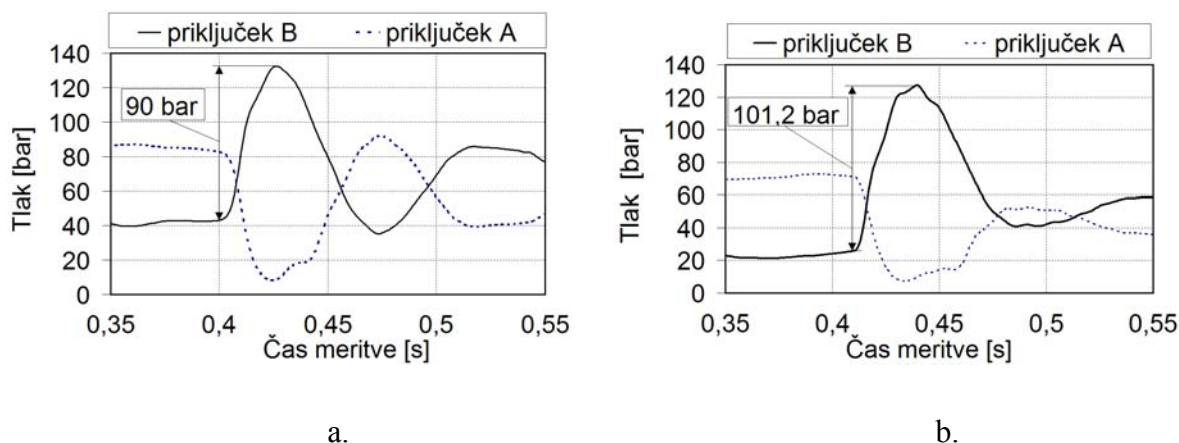 priključek B priključek A
140
120
100
80
60
40
20
0
Tlak [bar]
90 bar
0,35 0,4 0,45 0,5 0,55
Čas meritve [s]
a.
priključek B priključek A
140
120
100
80
60
40
20
0
Tlak [bar]
101,2 bar
0,35 0,4 0,45 0,5 0,55
Čas meritve [s]
b.